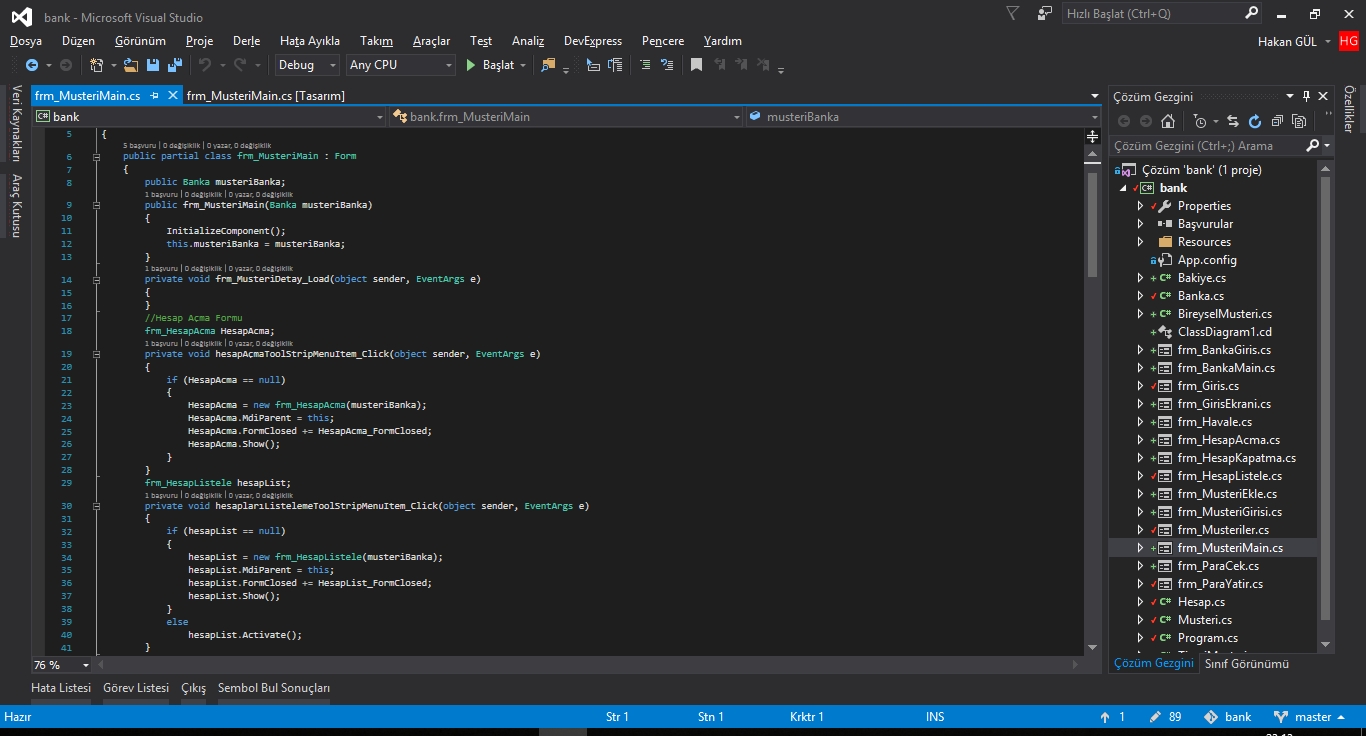 bank - Microsoft Visual Studio
Hızlı Başlat (Ctrl+Q)
Dosya Düzen Görünüm Proje Derle Hata Ayıkla Takım Araçlar Test Analiz DevExpress Pencere Yardım
Hakan GÜL HG
Debug Any CPU Başlat
Veri Kaynakları
Araç Kutusu
frm_MusteriMain.cs frm_MusteriMain.cs [Tasarım]
bank bank.frm_MusteriMain musteriBanka
5 {
5 başvuru | 0 değişiklik | 0 yazar, 0 değişiklik
6 public partial class frm_MusteriMain : Form
7 {
8 public Banka musteriBanka;
1 başvuru | 0 değişiklik | 0 yazar, 0 değişiklik
9 public frm_MusteriMain(Banka musteriBanka)
10 {
11 InitializeComponent();
12 this.musteriBanka = musteriBanka;
13 }
1 başvuru | 0 değişiklik | 0 yazar, 0 değişiklik
14 private void frm_MusteriDetay_Load(object sender, EventArgs e)
15 {
16 }
17 //Hesap Açma Formu
18 frm_HesapAcma HesapAcma;
1 başvuru | 0 değişiklik | 0 yazar, 0 değişiklik
19 private void hesapAçmaToolStripMenuItem_Click(object sender, EventArgs e)
20 {
21 if (HesapAcma == null)
22 {
23 HesapAcma = new frm_HesapAcma(musteriBanka);
24 HesapAcma.MdiParent = this;
25 HesapAcma.FormClosed += HesapAcma_FormClosed;
26 HesapAcma.Show();
27 }
28 }
29 frm_HesapListele hesapList;
1 başvuru | 0 değişiklik | 0 yazar, 0 değişiklik
30 private void hesaplarıListelemeToolStripMenuItem_Click(object sender, EventArgs e)
31 {
32 if (hesapList == null)
33 {
34 hesapList = new frm_HesapListele(musteriBanka);
35 hesapList.MdiParent = this;
36 hesapList.FormClosed += HesapList_FormClosed;
37 hesapList.Show();
38 }
39 else
40 hesapList.Activate();
41 }
76 %
Çözüm Gezgini
Çözüm Gezgini (Ctrl+;) Arama
Çözüm 'bank' (1 proje)
C# bank
Properties
Başvurular
Resources
App.config
C# Bakiye.cs
C# Banka.cs
C# BireyselMusteri.cs
ClassDiagram1.cd
frm_BankaGiris.cs
frm_BankaMain.cs
frm_Giris.cs
frm_GirisEkrani.cs
frm_Havale.cs
frm_HesapAcma.cs
frm_HesapKapatma.cs
frm_HesapListele.cs
frm_MusteriEkle.cs
frm_MusteriGirisi.cs
frm_Musteriler.cs
frm_MusteriMain.cs
frm_ParaCek.cs
frm_ParaYatir.cs
C# Hesap.cs
C# Musteri.cs
C# Program.cs
Çözüm Gezgini Sınıf Görünümü
Özellikler
Hata Listesi Görev Listesi Çıkış Sembol Bul Sonuçları
Hazır Str 1 Stn 1 Krktr 1 INS 1 89 bank master